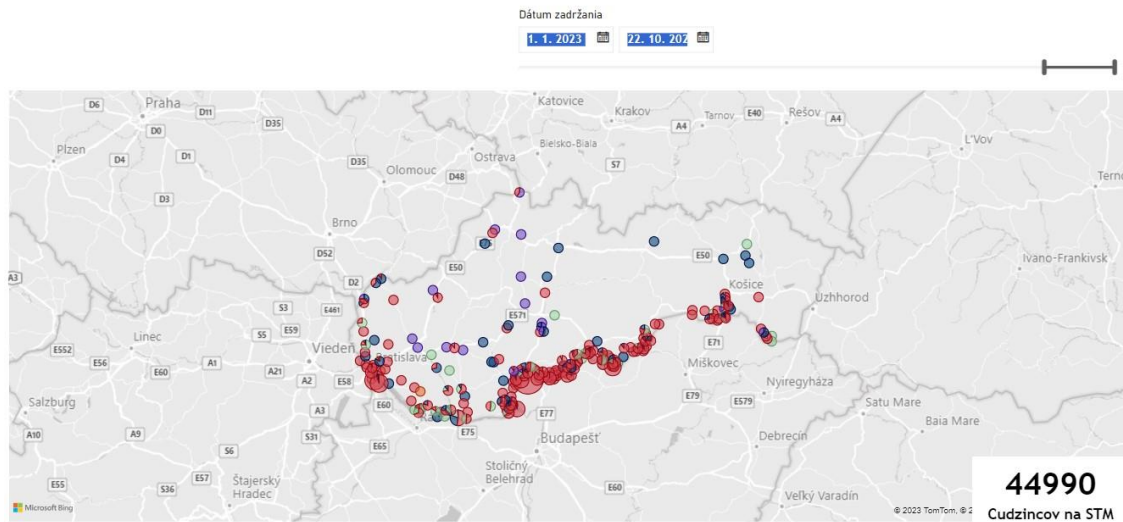 Dátum zadržania
1. 1. 2023 22. 10. 202
Katovice
Praha
D6
D11
D0
D35
Krakov
Tarnov
E40
Rešov
A4
A4
Plzen
D4
D1
Ostrava
Bielsko-Biala
L'Vov
D35
Olomouc
D48
S7
D3
Brno
D52
E50
E50
A3
D2
Košice
Ivano-Frankivsk
S3
E461
E571
Užhhorod
Linec
S5
E59
E552
E56
A1
Viedeň
E71
E60
A21
A2
E58
Miškovec
Salzburg
A3
E60
E77
E79
E579
Nyíregyháza
Satu Mare
A10
A9
S31
E65
E75
Budapešť
Baia Mare
S6
Debrecín
E57
Stoličný
Belehrad
E55
S36
Štajerský
Hradec
E60
Veľký Varadín
44990
Cudzincov na STM
Microsoft Bing
© 2023 TomTom, ©